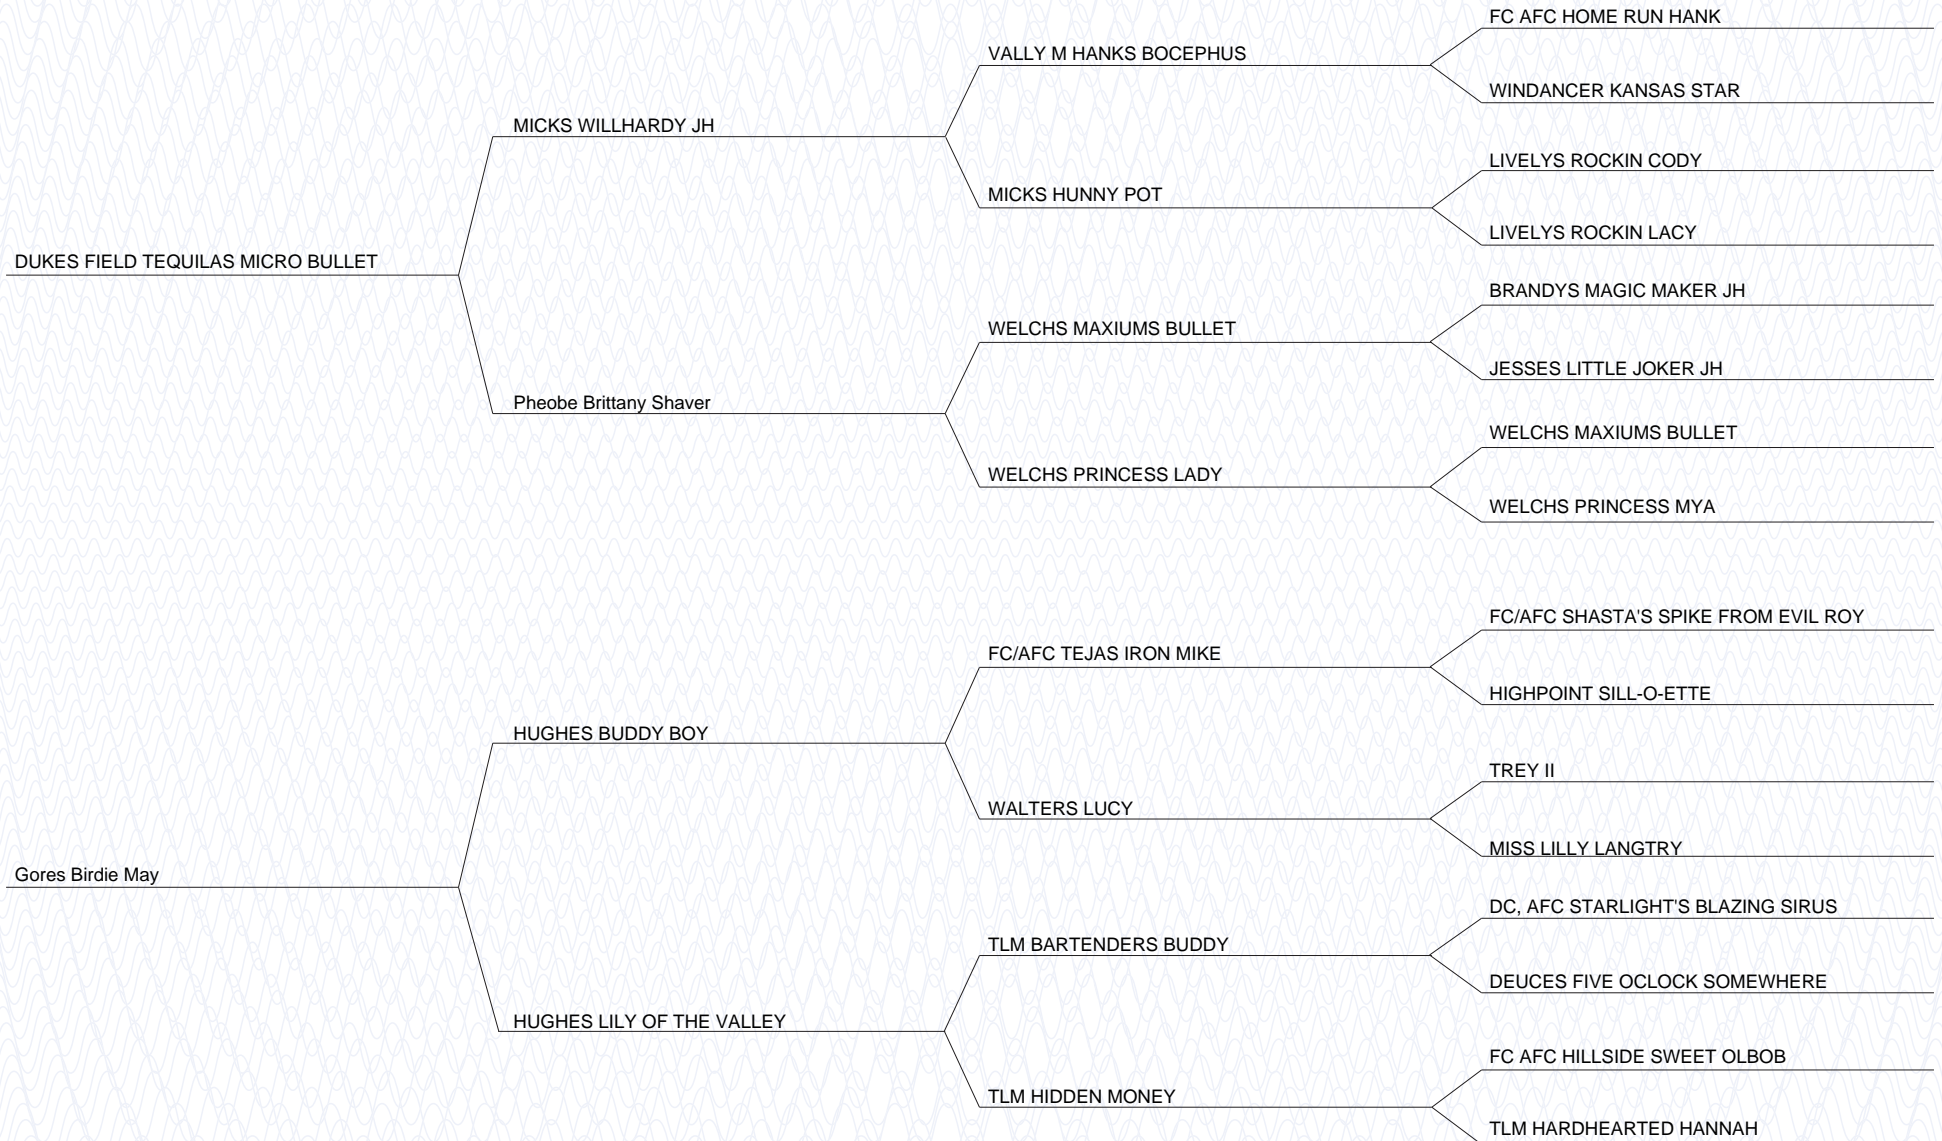 FC AFC HOME RUN HANK
VALLY M HANKS BOCEPHUS
WINDANCER KANSAS STAR
MICKS WILLHARDY JH
LIVELYS ROCKIN CODY
MICKS HUNNY POT
LIVELYS ROCKIN LACY
DUKES FIELD TEQUILAS MICRO BULLET
BRANDYS MAGIC MAKER JH
WELCHS MAXIUMS BULLET
JESSES LITTLE JOKER JH
Pheobe Brittany Shaver
WELCHS MAXIUMS BULLET
WELCHS PRINCESS LADY
WELCHS PRINCESS MYA
FC/AFC SHASTA'S SPIKE FROM EVIL ROY
FC/AFC TEJAS IRON MIKE
HIGHPOINT SILL-O-ETTE
HUGHES BUDDY BOY
TREY II
WALTERS LUCY
MISS LILLY LANGTRY
Gores Birdie May
DC, AFC STARLIGHT'S BLAZING SIRUS
TLM BARTENDERS BUDDY
DEUCES FIVE OCLOCK SOMEWHERE
HUGHES LILY OF THE VALLEY
FC AFC HILLSIDE SWEET OLBOB
TLM HIDDEN MONEY
TLM HARDHEARTED HANNAH